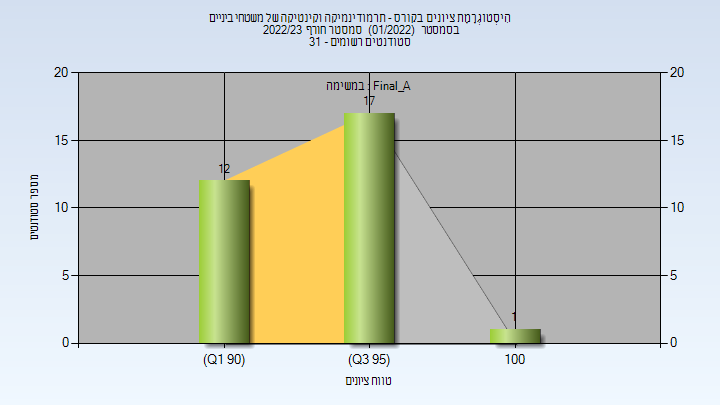 הִיסְטוֹגְרַמַת ציונים בקורס - תרמודינמיקה וקינטיקה של משטחי ביניים
בסמסטר (01/2022) סמסטר חורף 2022/23
סטודנטים רשומים - 31
במשימה : Final_A
20
15
10
5
0
20
15
10
5
0
12
17
1
מספר סטודנטים
(Q1 90)
(Q3 95)
100
טווח ציונים